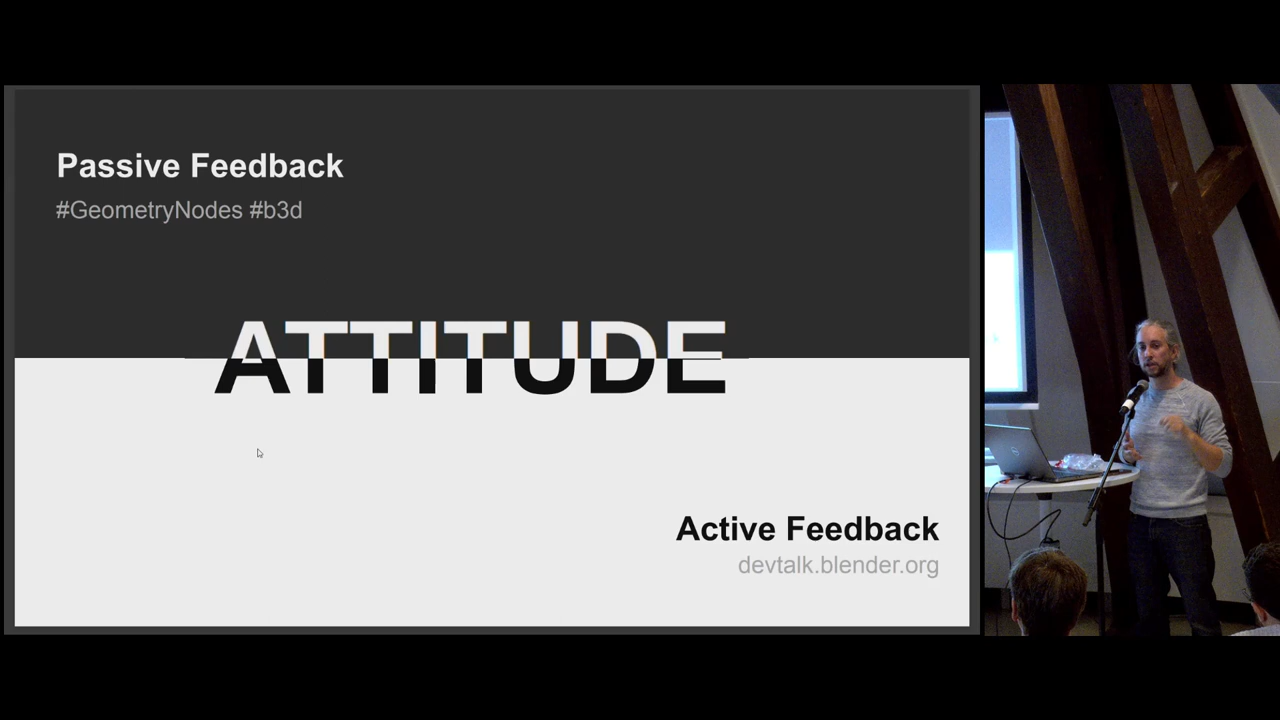 Passive Feedback
#GeometryNodes #b3d
ATTITUDE
Active Feedback
devtalk.blender.org